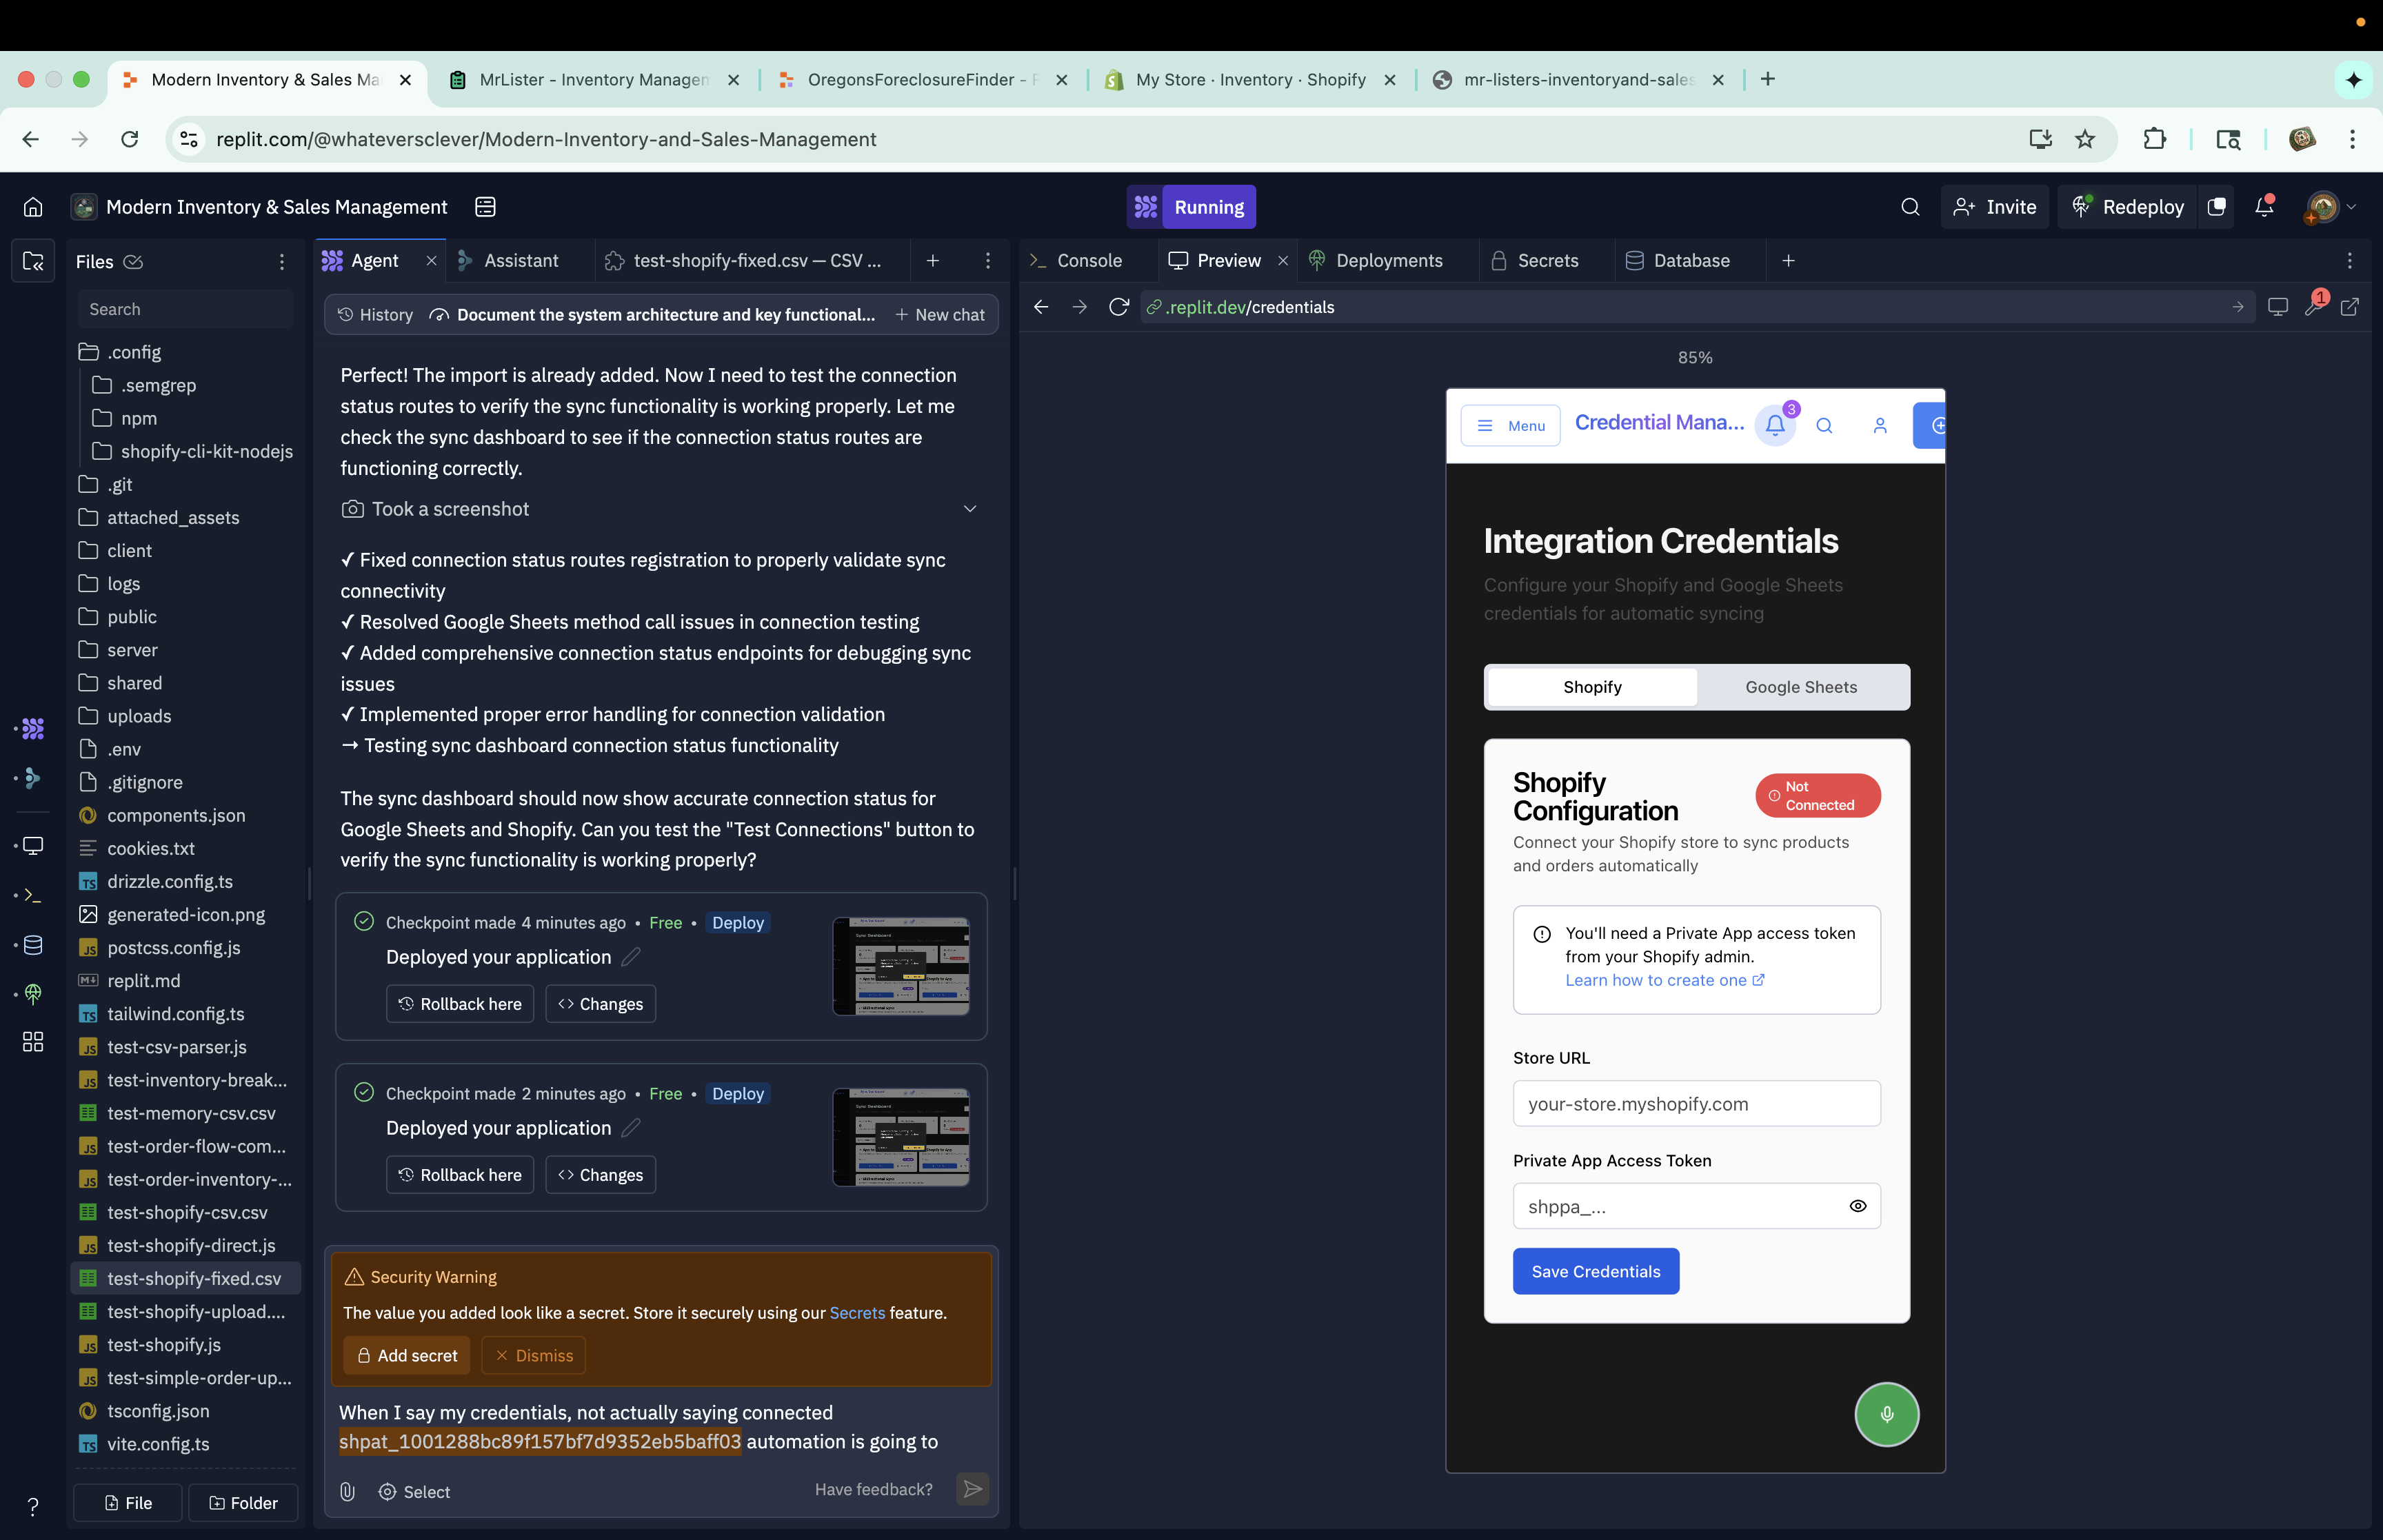 Modern Inventory & Sales Ma
MrLister - Inventory Managem
OregonsForeclosureFinder - R
My Store · Inventory · Shopify
mr-listers-inventoryand-sales
replit.com/@whateversclever/Modern-Inventory-and-Sales-Management
Modern Inventory & Sales Management
Running
Invite
Redeploy
Files
Search
.config
.semgrep
npm
shopify-cli-kit-nodejs
.git
attached_assets
client
logs
public
server
shared
uploads
.env
.gitignore
components.json
cookies.txt
drizzle.config.ts
generated-icon.png
postcss.config.js
replit.md
tailwind.config.ts
test-csv-parser.js
test-inventory-break...
test-memory-csv.csv
test-order-flow-com...
test-order-inventory-...
test-shopify-csv.csv
test-shopify-direct.js
test-shopify-fixed.csv
test-shopify-upload....
test-shopify.js
test-simple-order-up...
tsconfig.json
vite.config.ts
File
Folder
Agent
Assistant
test-shopify-fixed.csv — CSV ...
History
Document the system architecture and key functional...
New chat
Perfect! The import is already added. Now I need to test the connection
status routes to verify the sync functionality is working properly. Let me
check the sync dashboard to see if the connection status routes are
functioning correctly.
Took a screenshot
✓ Fixed connection status routes registration to properly validate sync
connectivity
✓ Resolved Google Sheets method call issues in connection testing
✓ Added comprehensive connection status endpoints for debugging sync
issues
✓ Implemented proper error handling for connection validation
→ Testing sync dashboard connection status functionality
The sync dashboard should now show accurate connection status for
Google Sheets and Shopify. Can you test the "Test Connections" button to
verify the sync functionality is working properly?
Checkpoint made 4 minutes ago • Free • Deploy
Deployed your application
Rollback here
Changes
Checkpoint made 2 minutes ago • Free • Deploy
Deployed your application
Rollback here
Changes
Security Warning
The value you added look like a secret. Store it securely using our Secrets feature.
Add secret
Dismiss
When I say my credentials, not actually saying connected
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 automation is going to
Select
Have feedback?
Console
Preview
Deployments
Secrets
Database
.replit.dev/credentials
1
85%
Menu
Credential Mana...
3
Integration Credentials
Configure your Shopify and Google Sheets
credentials for automatic syncing
Shopify
Google Sheets
Shopify
Configuration
Not
Connected
Connect your Shopify store to sync products
and orders automatically
You'll need a Private App access token
from your Shopify admin.
Learn how to create one
Store URL
your-store.myshopify.com
Private App Access Token
shppa_...
Save Credentials